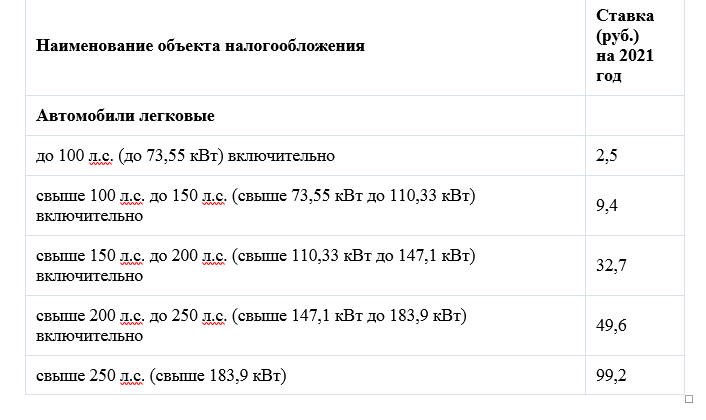 Наименование объекта налогообложения
Ставка
(руб.)
на 2021
год
Автомобили легковые
до 100 л.с. (до 73,55 кВт) включительно
2,5
свыше 100 л.с. до 150 л.с. (свыше 73,55 кВт до 110,33 кВт)
включительно
9,4
свыше 150 л.с. до 200 л.с. (свыше 110,33 кВт до 147,1 кВт)
включительно
32,7
свыше 200 л.с. до 250 л.с. (свыше 147,1 кВт до 183,9 кВт)
включительно
49,6
свыше 250 л.с. (свыше 183,9 кВт)
99,2